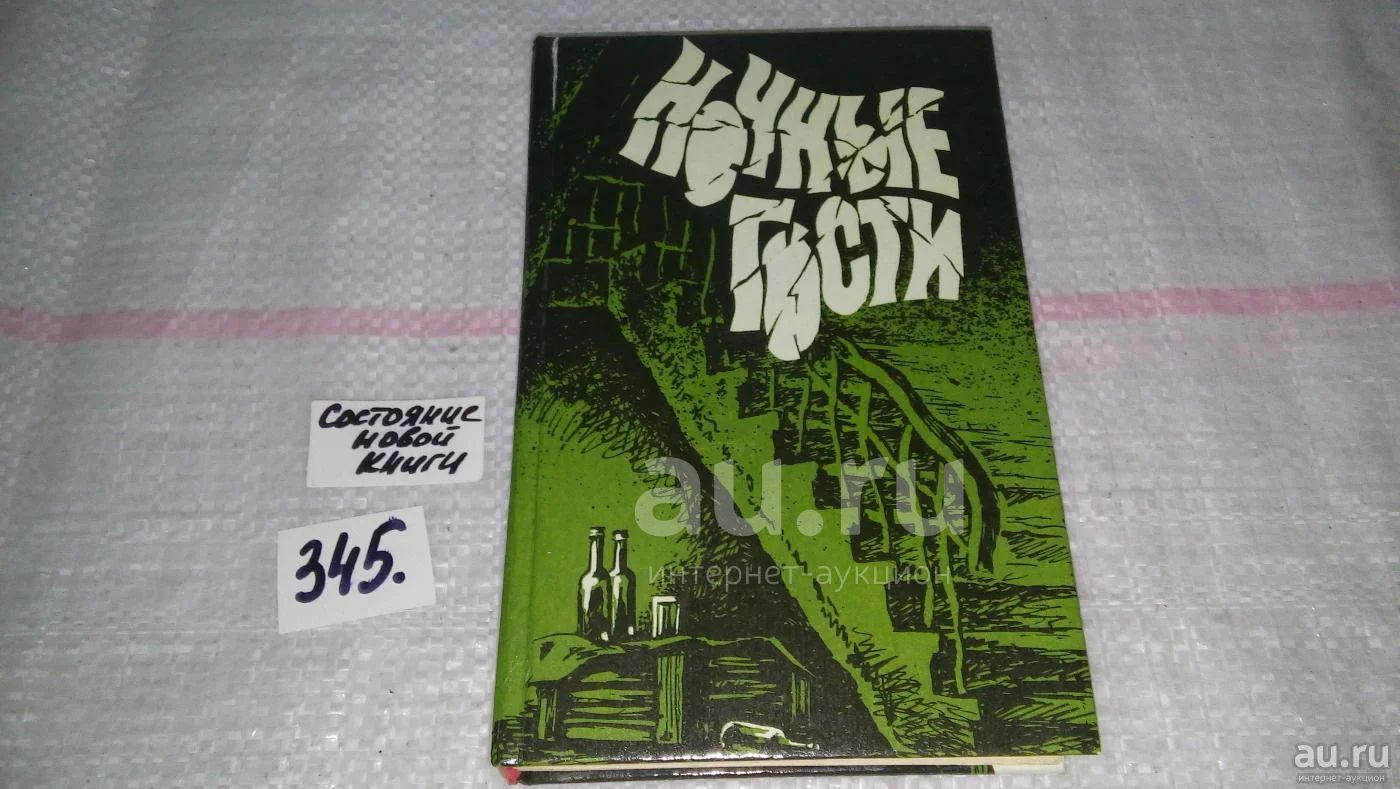 НОЧНЫЕ
ГОСТИ
Состояние
новой
книги
345.
au.ru
интернет-аукцион
au.ru
интернет-аукцион